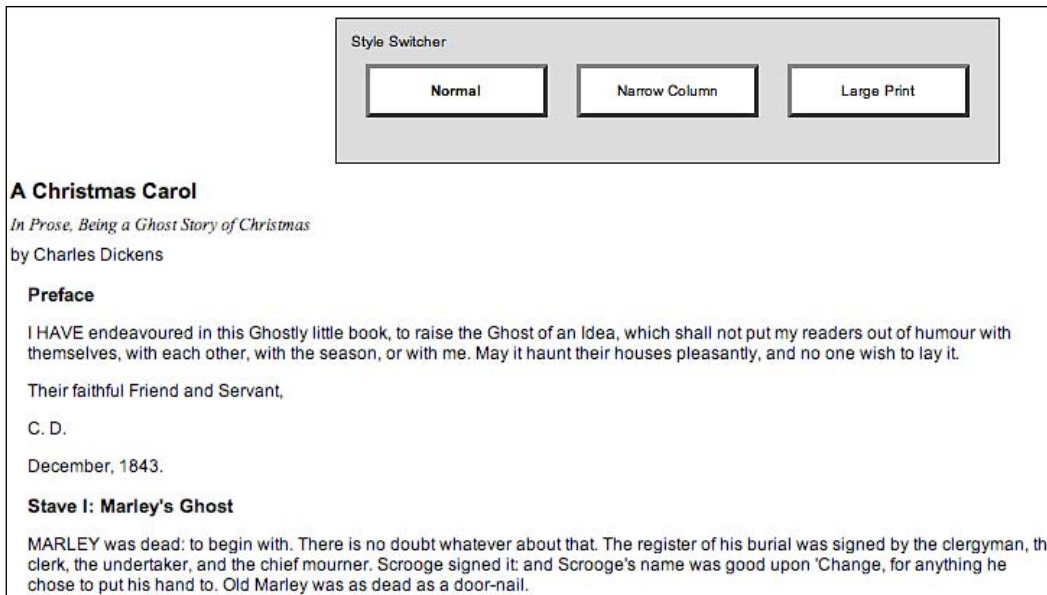 Style Switcher
Normal Narrow Column Large Print
A Christmas Carol
In Prose, Being a Ghost Story of Christmas
by Charles Dickens
Preface
I HAVE endeavoured in this Ghostly little book, to raise the Ghost of an Idea, which shall not put my readers out of humour with
themselves, with each other, with the season, or with me. May it haunt their houses pleasantly, and no one wish to lay it.
Their faithful Friend and Servant,
C. D.
December, 1843.
Stave I: Marley's Ghost
MARLEY was dead: to begin with. There is no doubt whatever about that. The register of his burial was signed by the clergyman, th
clerk, the undertaker, and the chief mourner. Scrooge signed it: and Scrooge's name was good upon 'Change, for anything he
chose to put his hand to. Old Marley was as dead as a door-nail.